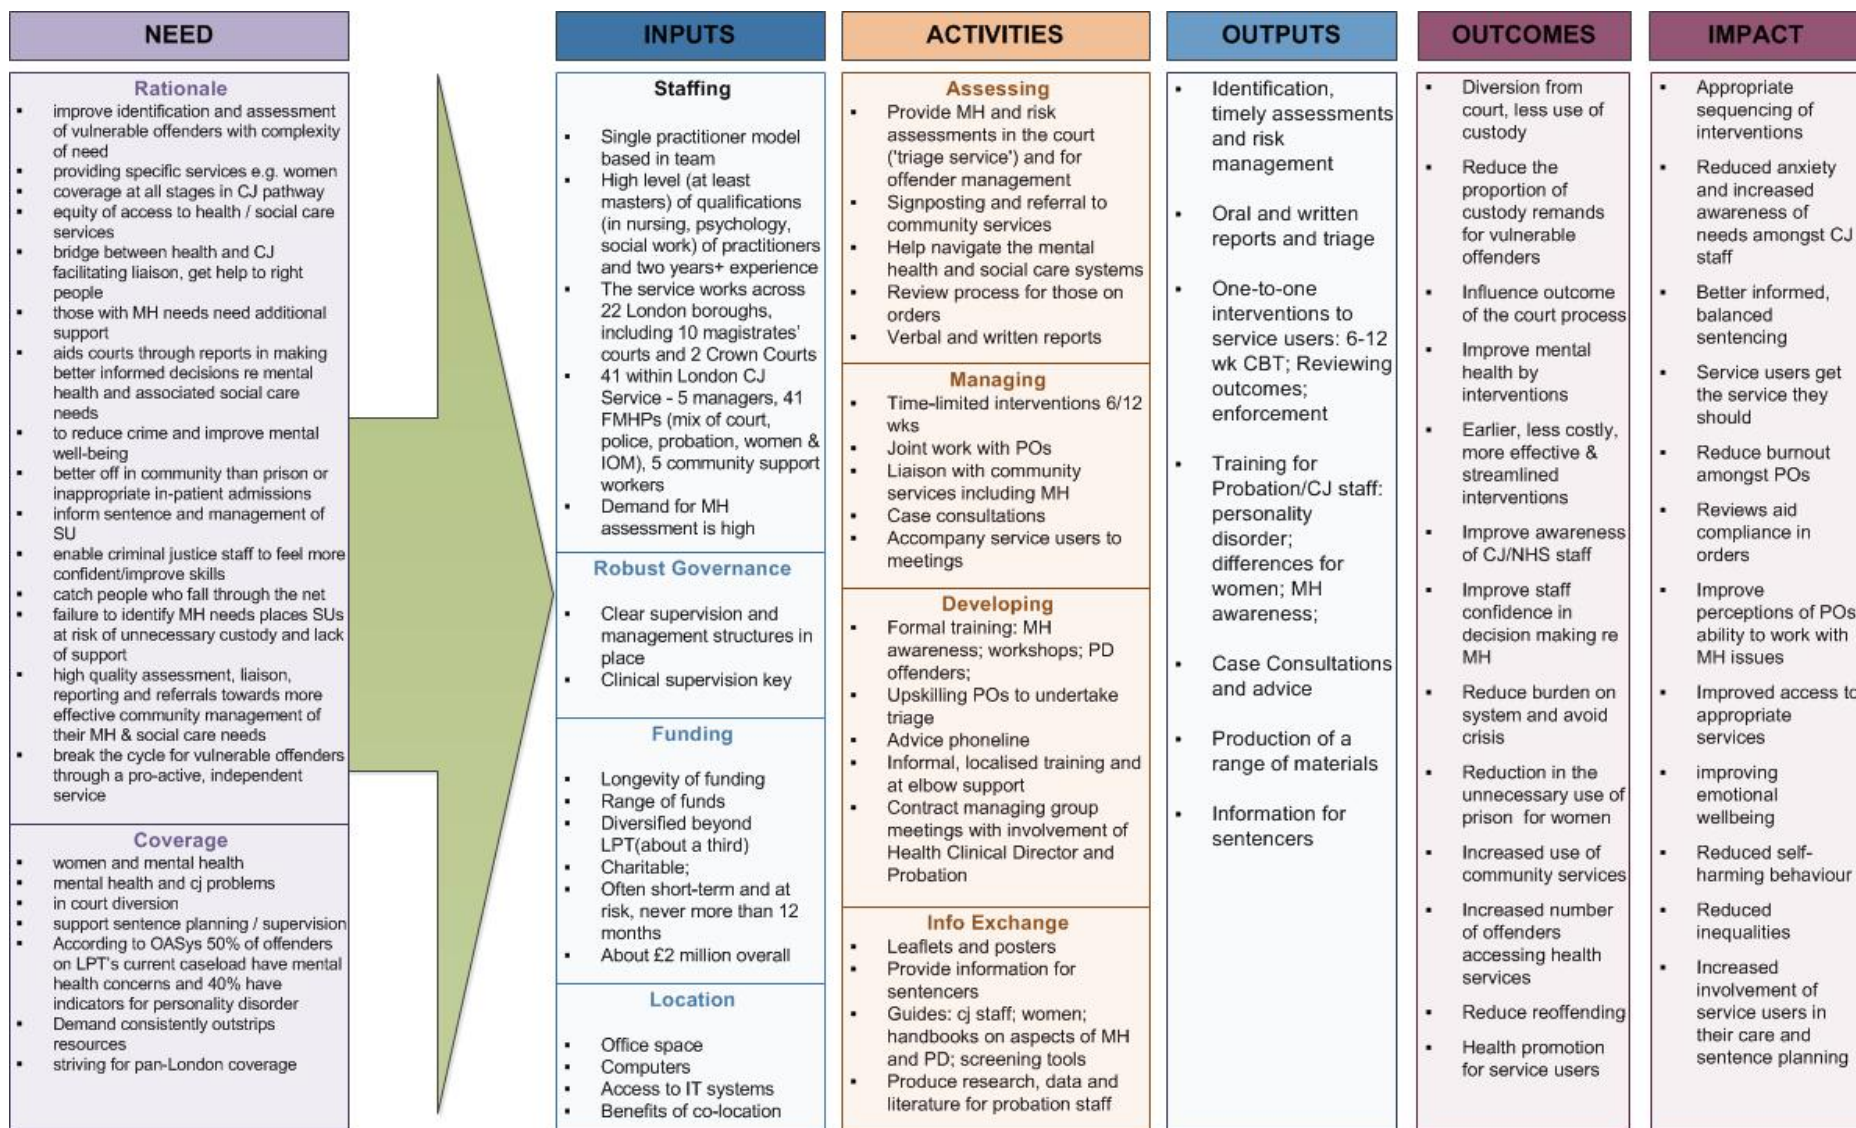 NEED
Rationale
▪ improve identification and assessment
of vulnerable offenders with complexity
of need
▪ providing specific services e.g. women
▪ coverage at all stages in CJ pathway
▪ equity of access to health / social care
services
▪ bridge between health and CJ
facilitating liaison, get help to right
people
▪ those with MH needs need additional
support
▪ aids courts through reports in making
better informed decisions re mental
health and associated social care
needs
▪ to reduce crime and improve mental
well-being
▪ better off in community than prison or
inappropriate in-patient admissions
▪ inform sentence and management of
SU
▪ enable criminal justice staff to feel more
confident/improve skills
▪ catch people who fall through the net
▪ failure to identify MH needs places SUs
at risk of unnecessary custody and lack
of support
▪ high quality assessment, liaison,
reporting and referrals towards more
effective community management of
their MH & social care needs
▪ break the cycle for vulnerable offenders
through a pro-active, independent
service
Coverage
▪ women and mental health
▪ mental health and cj problems
▪ in court diversion
▪ support sentence planning / supervision
▪ According to OASys 50% of offenders
on LPT's current caseload have mental
health concerns and 40% have
indicators for personality disorder
▪ Demand consistently outstrips
resources
▪ striving for pan-London coverage
INPUTS
Staffing
▪ Single practitioner model
based in team
▪ High level (at least
masters) of qualifications
(in nursing, psychology,
social work) of practitioners
and two years+ experience
▪ The service works across
22 London boroughs,
including 10 magistrates'
courts and 2 Crown Courts
▪ 41 within London CJ
Service - 5 managers, 41
FMHPs (mix of court,
police, probation, women &
IOM), 5 community support
workers
▪ Demand for MH
assessment is high
Robust Governance
▪ Clear supervision and
management structures in
place
▪ Clinical supervision key
Funding
▪ Longevity of funding
▪ Range of funds
▪ Diversified beyond
LPT(about a third)
▪ Charitable;
▪ Often short-term and at
risk, never more than 12
months
▪ About £2 million overall
Location
▪ Office space
▪ Computers
▪ Access to IT systems
▪ Benefits of co-location
ACTIVITIES
Assessing
▪ Provide MH and risk
assessments in the court
('triage service') and for
offender management
▪ Signposting and referral to
community services
▪ Help navigate the mental
health and social care systems
▪ Review process for those on
orders
▪ Verbal and written reports
Managing
▪ Time-limited interventions 6/12
wks
▪ Joint work with POs
▪ Liaison with community
services including MH
▪ Case consultations
▪ Accompany service users to
meetings
Developing
▪ Formal training: MH
awareness; workshops; PD
offenders;
▪ Upskilling POs to undertake
triage
▪ Advice phoneline
▪ Informal, localised training and
at elbow support
▪ Contract managing group
meetings with involvement of
Health Clinical Director and
Probation
Info Exchange
▪ Leaflets and posters
▪ Provide information for
sentencers
▪ Guides: cj staff; women;
handbooks on aspects of MH
and PD; screening tools
▪ Produce research, data and
literature for probation staff
OUTPUTS
▪ Identification,
timely assessments
and risk
management
▪ Oral and written
reports and triage
▪ One-to-one
interventions to
service users: 6-12
wk CBT; Reviewing
outcomes;
enforcement
▪ Training for
Probation/CJ staff:
personality
disorder;
differences for
women; MH
awareness;
▪ Case Consultations
and advice
▪ Production of a
range of materials
▪ Information for
sentencers
OUTCOMES
▪ Diversion from
court, less use of
custody
▪ Reduce the
proportion of
custody remands
for vulnerable
offenders
▪ Influence outcome
of the court process
▪ Improve mental
health by
interventions
▪ Earlier, less costly,
more effective &
streamlined
interventions
▪ Improve awareness
of CJ/NHS staff
▪ Improve staff
confidence in
decision making re
MH
▪ Reduce burden on
system and avoid
crisis
▪ Reduction in the
unnecessary use of
prison for women
▪ Increased use of
community services
▪ Increased number
of offenders
accessing health
services
▪ Reduce reoffending
▪ Health promotion
for service users
IMPACT
▪ Appropriate
sequencing of
interventions
▪ Reduced anxiety
and increased
awareness of
needs amongst CJ
staff
▪ Better informed,
balanced
sentencing
▪ Service users get
the service they
should
▪ Reduce burnout
amongst POs
▪ Reviews aid
compliance in
orders
▪ Improve
perceptions of POs
ability to work with
MH issues
▪ Improved access to
appropriate
services
▪ improving
emotional
wellbeing
▪ Reduced self-
harming behaviour
▪ Reduced
inequalities
▪ Increased
involvement of
service users in
their care and
sentence planning